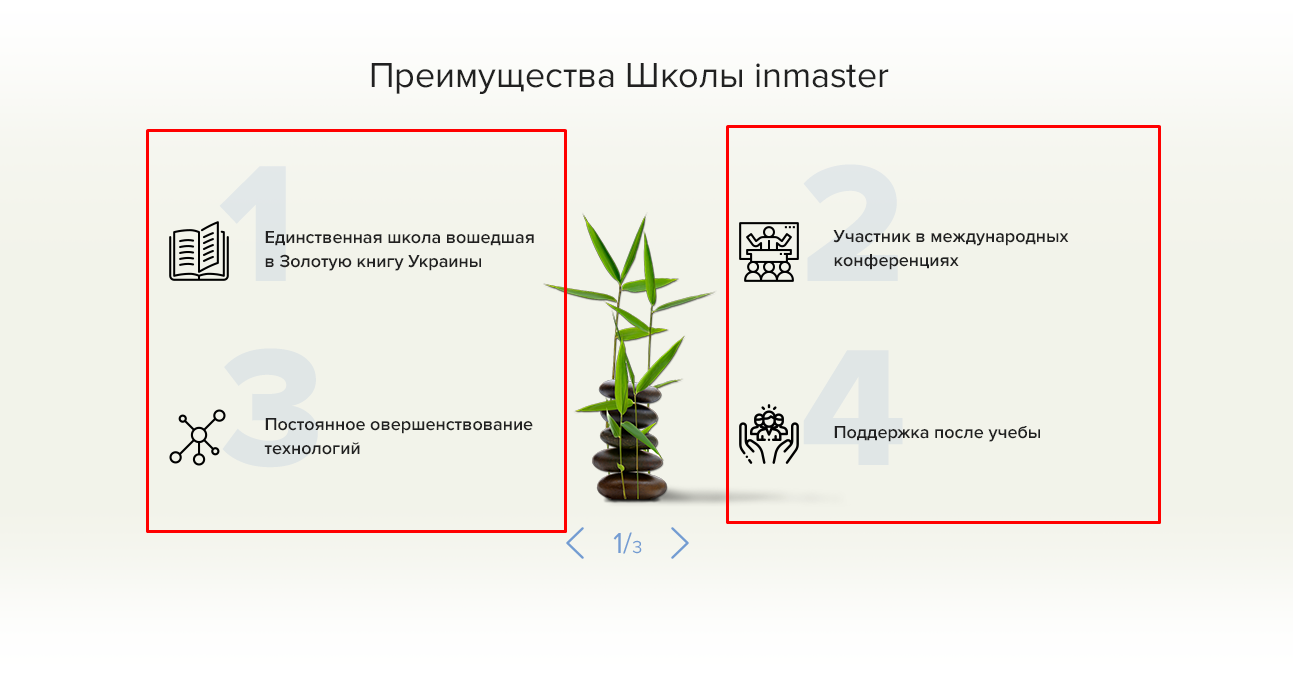 Преимущества Школы inmaster
1
Единственная школа вошедшая
в Золотую книгу Украины
2
Участник в международных
конференциях
3
Постоянное овершенствование
технологий
4
Поддержка после учебы
1/3